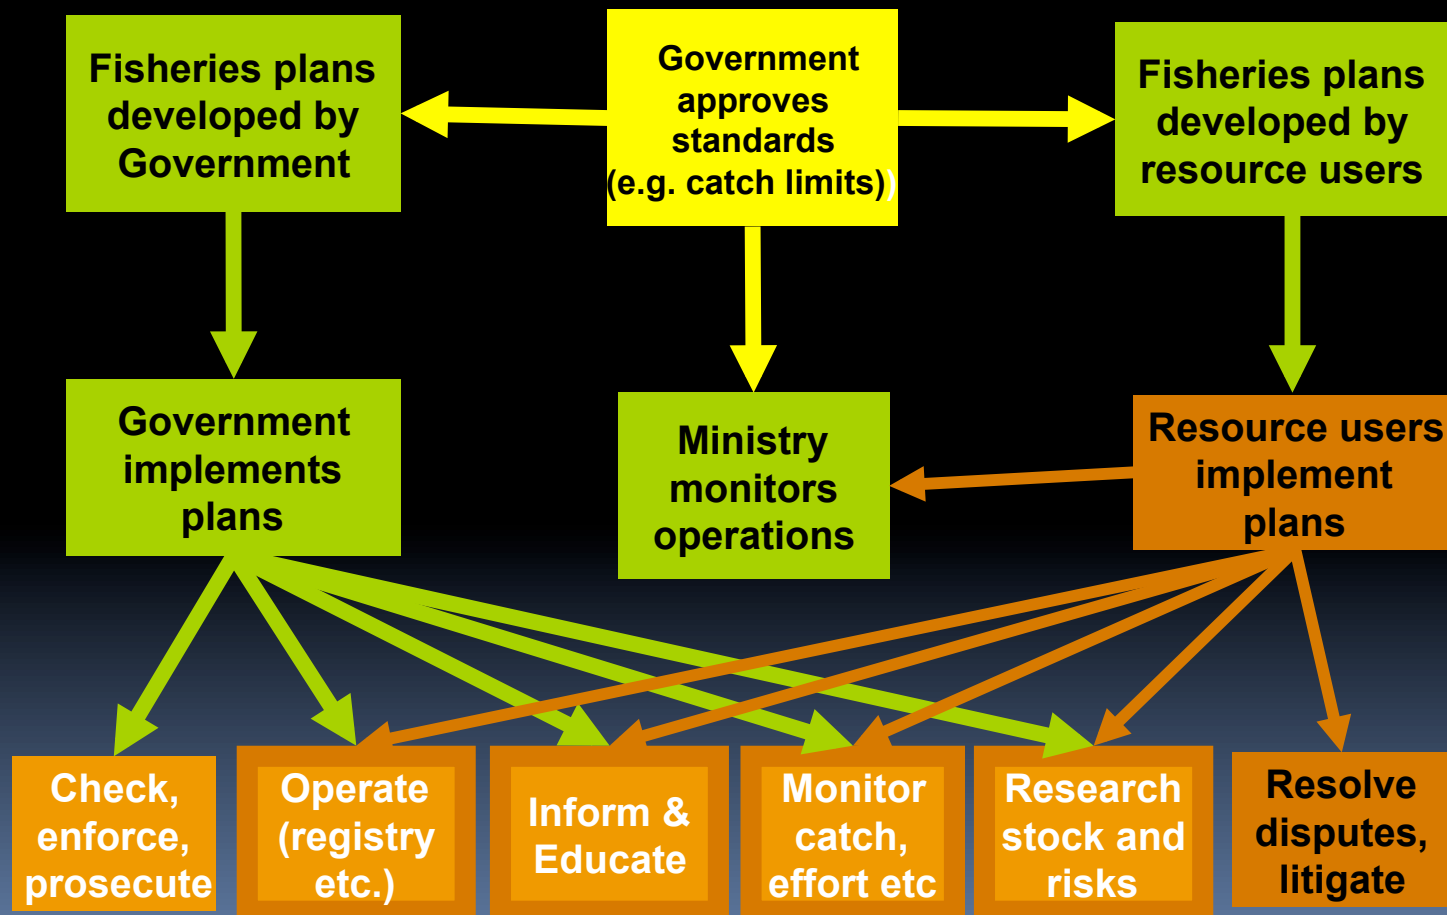 Fisheries plans
developed by
Government
Government
approves
standards
(e.g. catch limits))
Fisheries plans
developed by
resource users
Government
implements
plans
Ministry
monitors
operations
Resource users
implement
plans
Check,
enforce,
prosecute
Operate
(registry
etc.)
Inform &
Educate
Monitor
catch,
effort etc
Research
stock and
risks
Resolve
disputes,
litigate